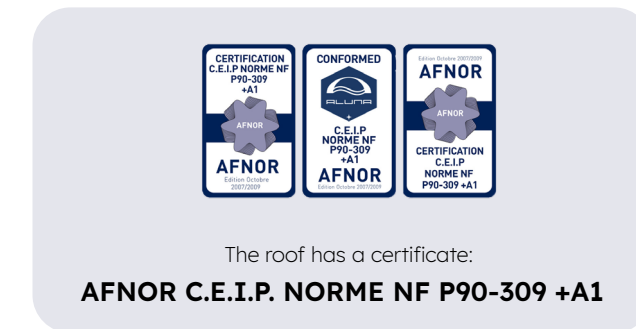 CERTIFICATION
C.E.I.P NORME NF
P90-309
+A1
AFNOR
AFNOR
Edition Octobre
2007/2009
CONFORMED
ALUNA
+
C.E.I.P
NORME NF
P90-309
+A1
AFNOR
Edition Octobre 2007/2009
Edition Octobre 2007/2009
AFNOR
AFNOR
CERTIFICATION
C.E.I.P
NORME NF
P90-309 +A1
The roof has a certificate:
AFNOR C.E.I.P. NORME NF P90-309 +A1